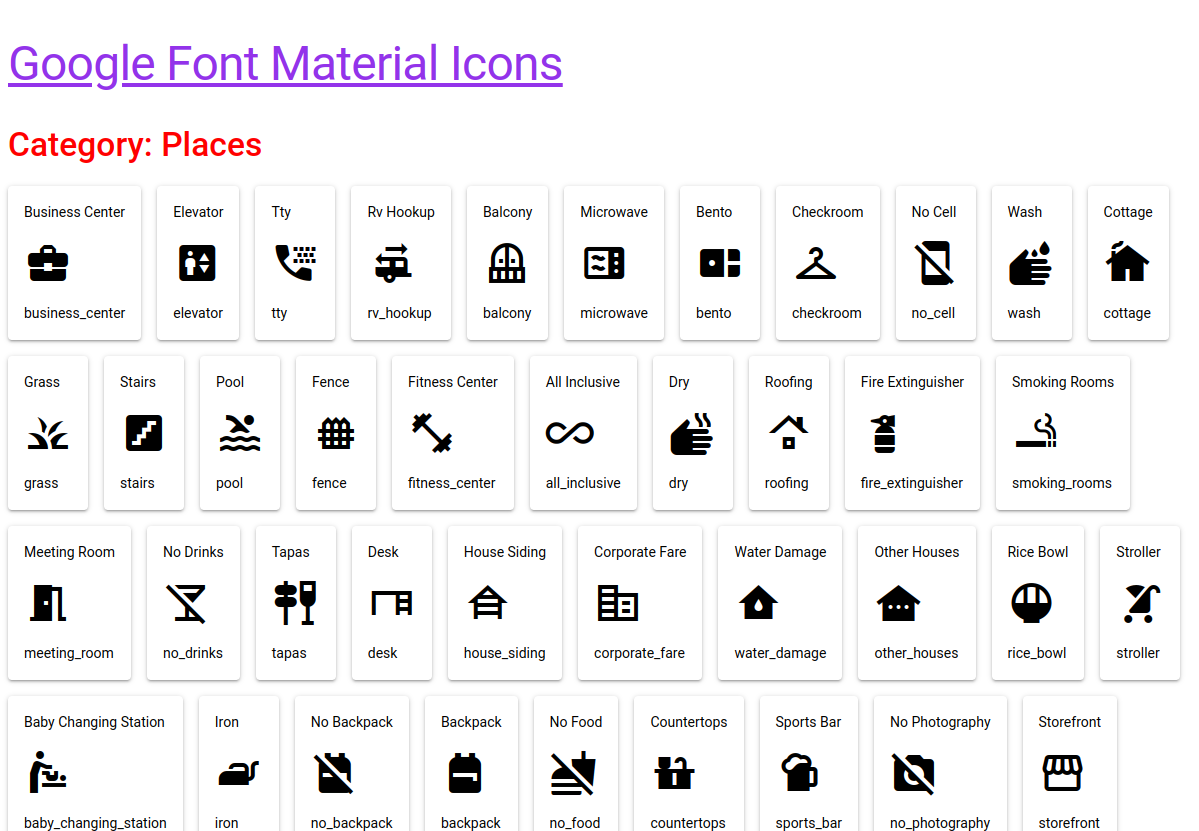 Google Font Material Icons
Category: Places
Business Center Elevator Tty Rv Hookup Balcony Microwave Bento Checkroom No Cell Wash Cottage
business_center elevator tty rv_hookup balcony microwave bento checkroom no_cell wash cottage
Grass Stairs Pool Fence Fitness Center All Inclusive Dry Roofing Fire Extinguisher Smoking Rooms
grass stairs pool fence fitness_center all_inclusive dry roofing fire_extinguisher smoking_rooms
Meeting Room No Drinks Tapas Desk House Siding Corporate Fare Water Damage Other Houses Rice Bowl Stroller
meeting_room no_drinks tapas desk house_siding corporate_fare water_damage other_houses rice_bowl stroller
Baby Changing Station Iron No Backpack Backpack No Food Countertops Sports Bar No Photography Storefront
baby_changing_station iron no_backpack backpack no_food countertops sports_bar no_photography storefront